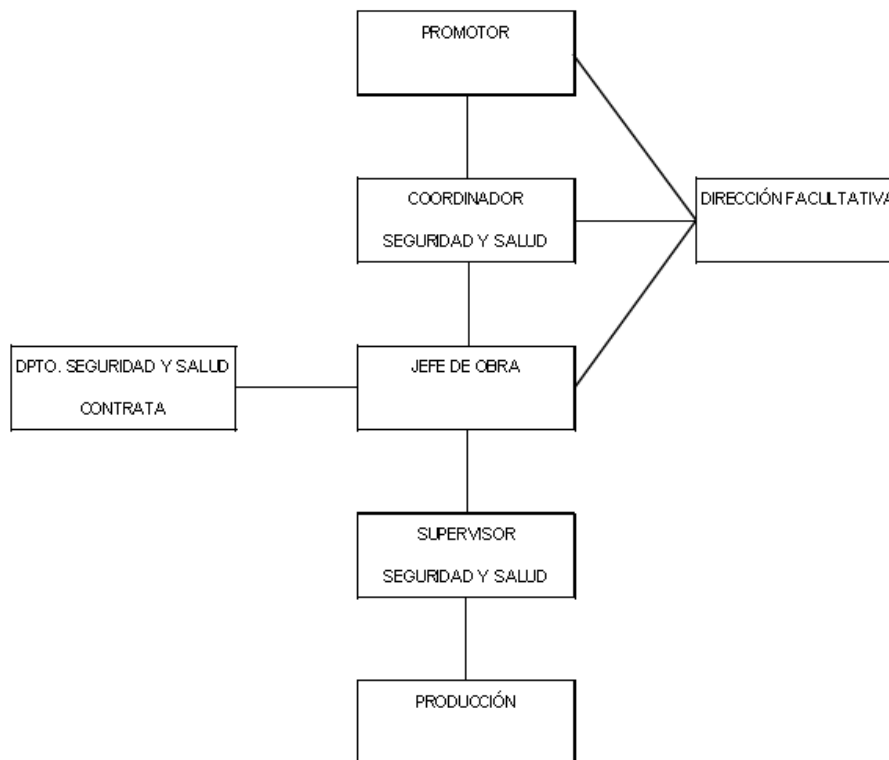 PROMOTOR
COORDINADOR
SEGURIDAD Y SALUD
DIRECCIÓN FACULTATIVA
DPTO. SEGURIDAD Y SALUD
CONTRATA
JEFE DE OBRA
SUPERVISOR
SEGURIDAD Y SALUD
PRODUCCIÓN